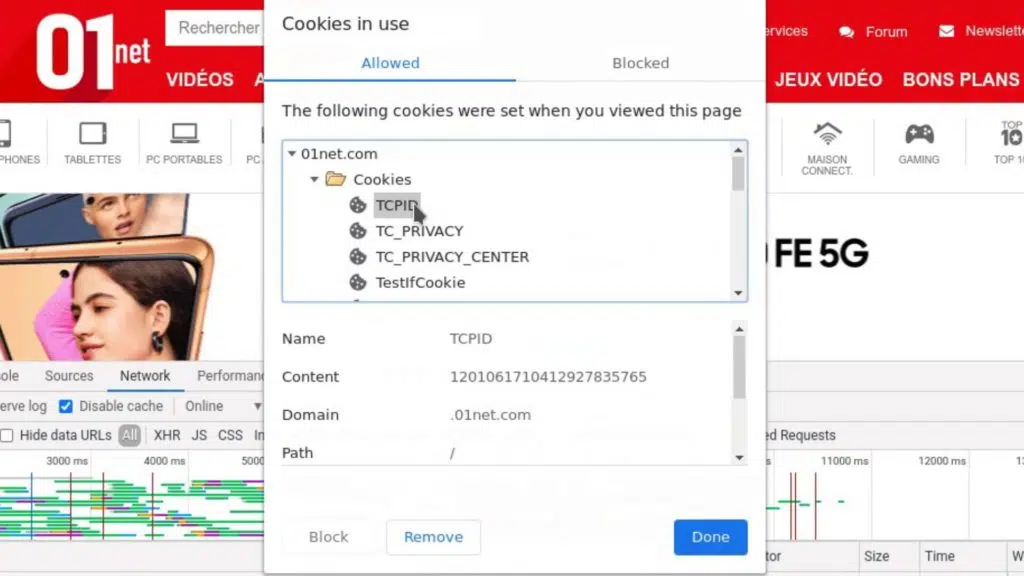 01net
Rechercher
ervices
Forum
Newslett
VIDÉOS
JEUX VIDÉO
BONS PLANS
PHONES
TABLETTES
PC PORTABLES
PC
MAISON
CONNECT.
GAMING
TOP
10
TOP 10
FE 5G
Cookies in use
Allowed
Blocked
The following cookies were set when you viewed this page
01net.com
Cookies
TCPID
TC_PRIVACY
TC_PRIVACY_CENTER
TestIfCookie
Name TCPID
Content 1201061710412927835765
Domain .01net.com
Path /
Block
Remove
Done
ole
Sources
Network
Performan
erve log
Disable cache
Online
Hide data URLs
All
XHR
JS
CSS
ed Requests
3000 ms
4000 ms
5000
11000 ms
12000 ms
13
tor
Size
Time
W